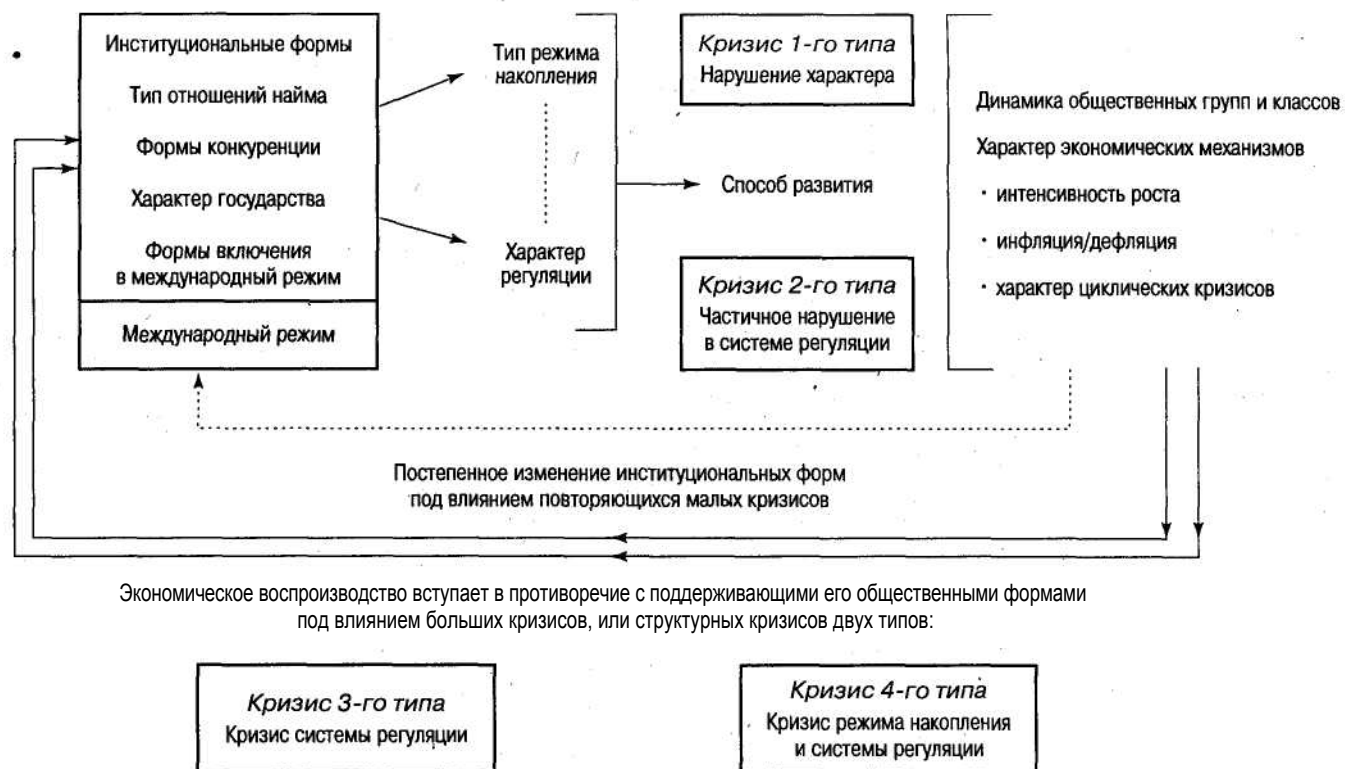 Институциональные формы
Тип отношений найма
Формы конкуренции
Характер государства
Формы включения
в международный режим
Международный режим
Тип режима
накопления
Характер
регуляции
Кризис 1-го типа
Нарушение характера
Способ развития
Кризис 2-го типа
Частичное нарушение
в системе регуляции
Динамика общественных групп и классов
Характер экономических механизмов
· интенсивность роста
· инфляция/дефляция
· характер циклических кризисов
Постепенное изменение институциональных форм
под влиянием повторяющихся малых кризисов
Экономическое воспроизводство вступает в противоречие с поддерживающими его общественными формами
под влиянием больших кризисов, или структурных кризисов двух типов:
Кризис 3-го типа
Кризис системы регуляции
Кризис 4-го типа
Кризис режима накопления
и системы регуляции